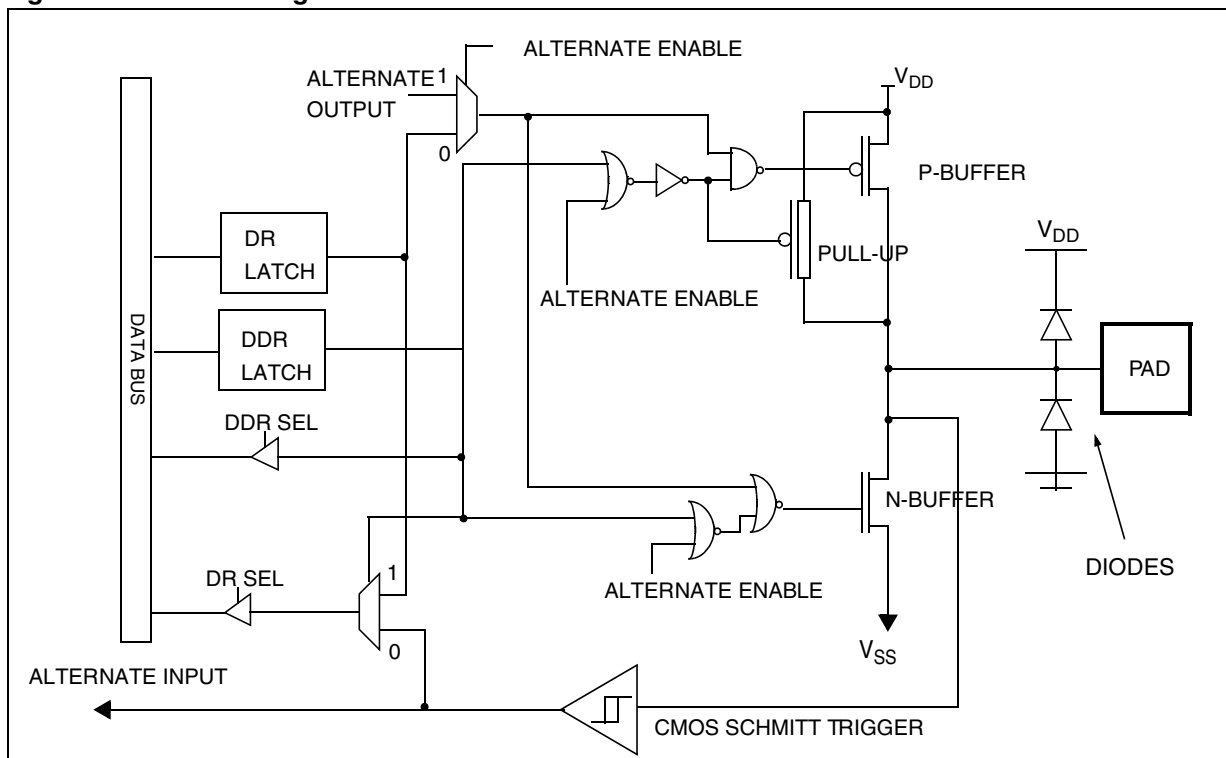 ALTERNATE ENABLE
ALTERNATE
OUTPUT
1
0
VDD
P-BUFFER
DR
LATCH
PULL-UP
VDD
ALTERNATE ENABLE
DDR
LATCH
DATA BUS
PAD
DDR SEL
N-BUFFER
DR SEL
1
ALTERNATE ENABLE
DIODES
0
VSS
ALTERNATE INPUT
CMOS SCHMITT TRIGGER